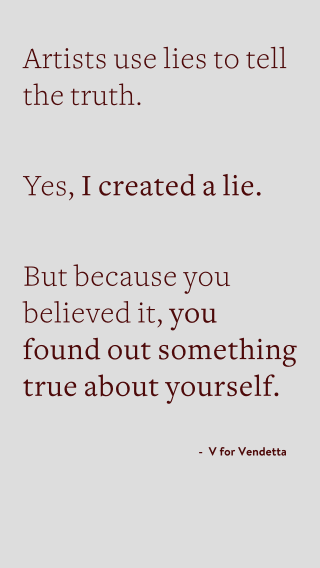 Artists use lies to tell
the truth.
Yes, I created a lie.
But because you
believed it, you
found out something
true about yourself.
- V for Vendetta